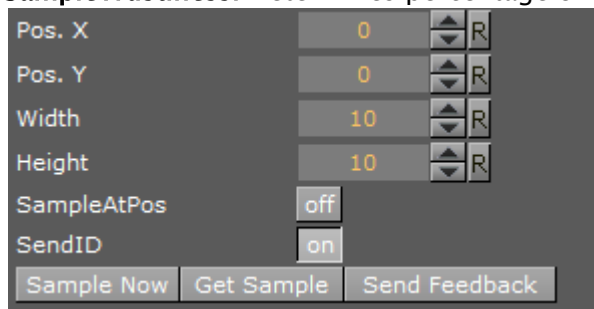 Pos. X 0 R
Pos. Y 0 R
Width 10 R
Height 10 R
SampleAtPos off
SendID on
Sample Now Get Sample Send Feedback